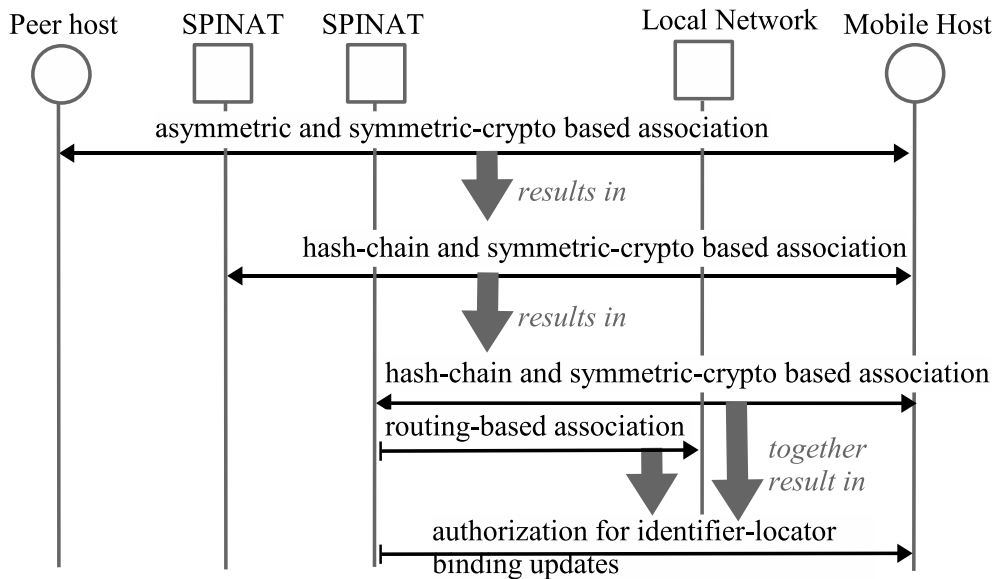 Peer host
SPINAT
SPINAT
Local Network
Mobile Host
asymmetric and symmetric-crypto based association
results in
hash-chain and symmetric-crypto based association
results in
hash-chain and symmetric-crypto based association
routing-based association
together
result in
authorization for identifier-locator
binding updates